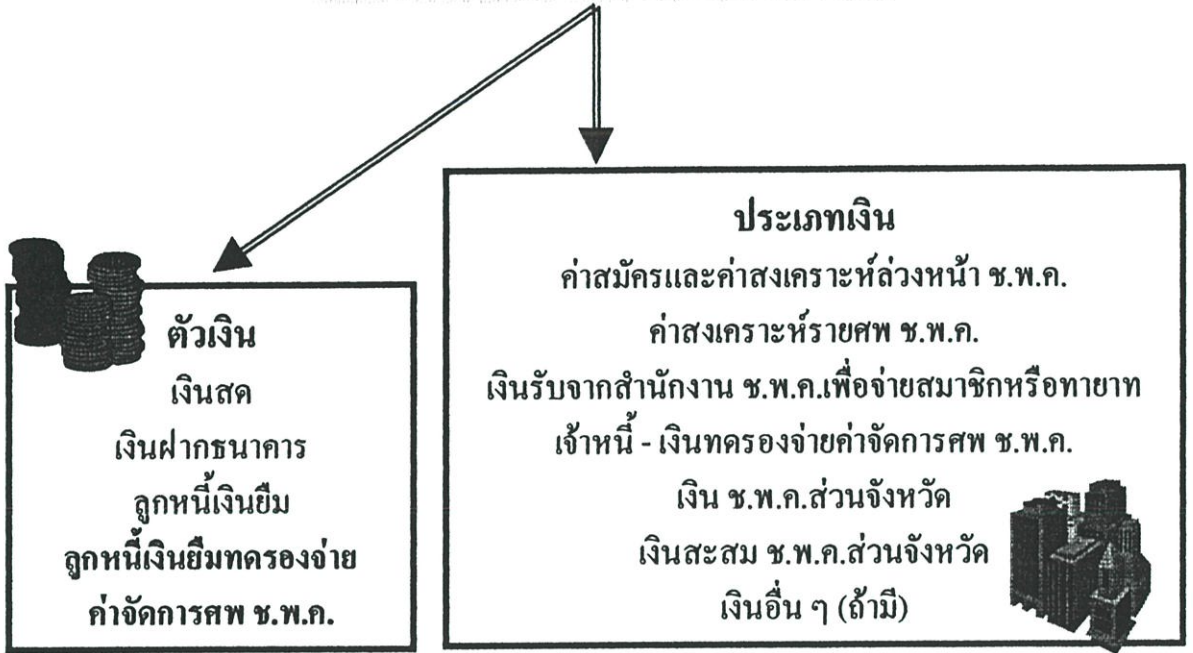 ตัวเงิน
เงินสด
เงินฝากธนาคาร
ลูกหนี้เงินยืม
ลูกหนี้เงินยืมทดรองจ่าย
ค่าจัดการศพ ช.พ.ค.
ประเภทเงิน
ค่าสมัครและค่าสงเคราะห์ล่วงหน้า ช.พ.ค.
ค่าสงเคราะห์รายศพ ช.พ.ค.
เงินรับจากสำนักงาน ช.พ.ค.เพื่อจ่ายสมาชิกหรือทายาท
เจ้าหนี้ - เงินทดรองจ่ายค่าจัดการศพ ช.พ.ค.
เงิน ช.พ.ค.ส่วนจังหวัด
เงินสะสม ช.พ.ค.ส่วนจังหวัด
เงินอื่น ๆ (ถ้ามี)